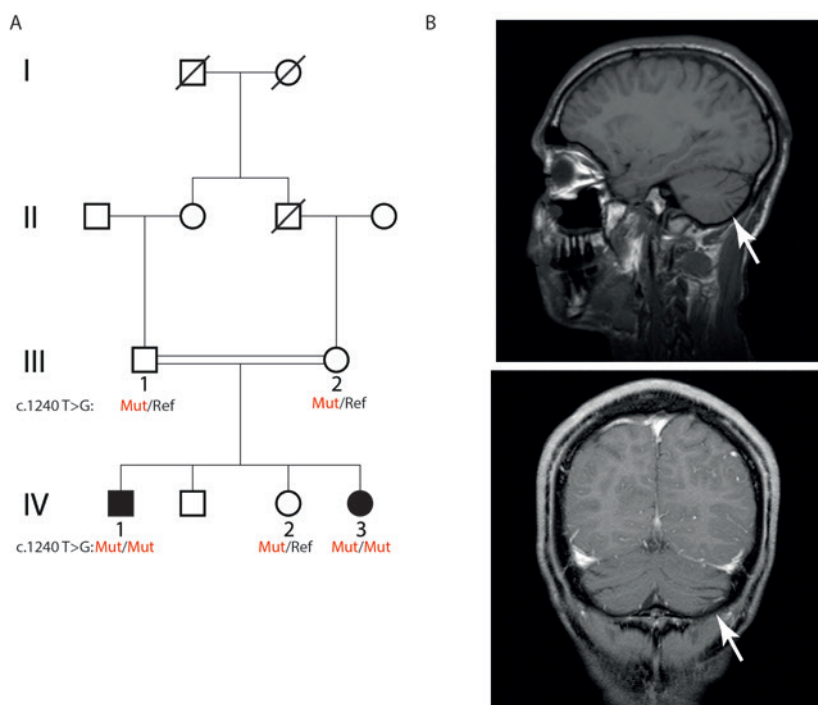 A
B
I
II
III
1
2
c.1240 T>G: Mut/Ref Mut/Ref
IV
1
2
3
c.1240 T>G:Mut/Mut Mut/Ref Mut/Mut